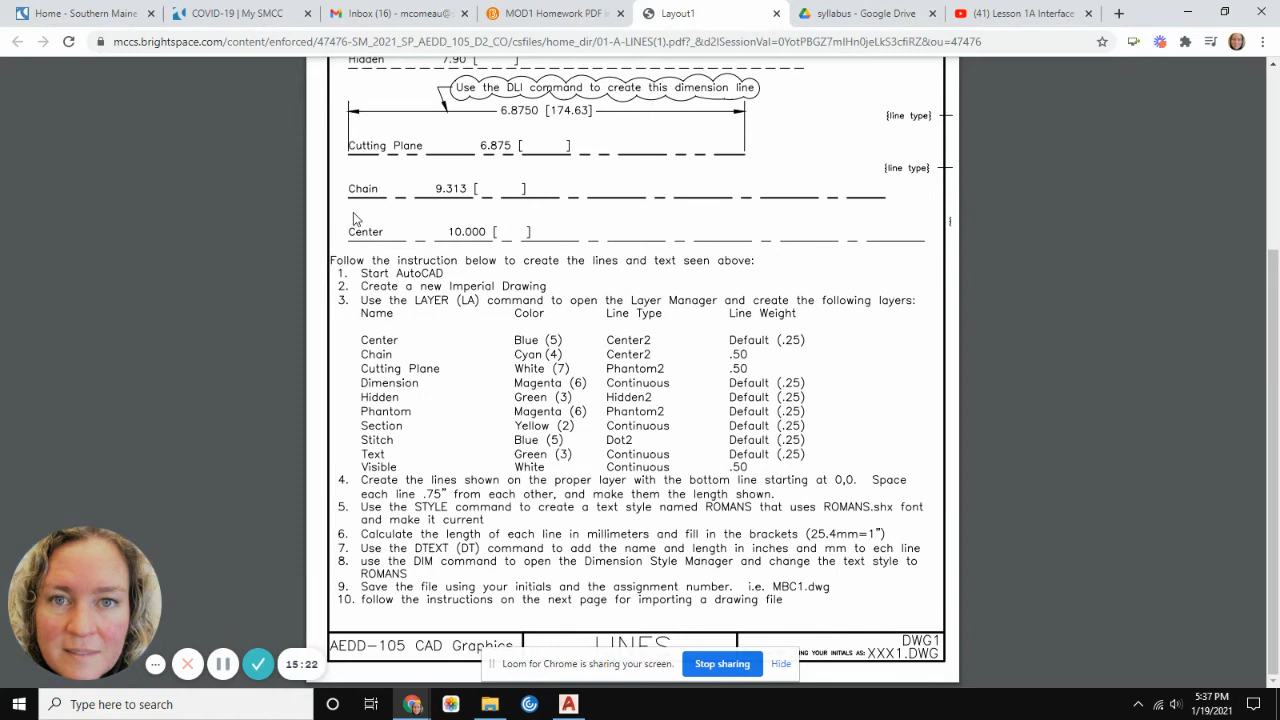 Home - Southern Maine
COVID-19 | My SMCC
Inbox - mcomeau@s
MOD1 Homework PDF in
Layout1
syllabus - Google Drive
(41) Lesson 1A Interface
mccs.brightspace.com/content/enforced/47476-SM_2021_SP_AEDD_105_D2_CO/csfiles/home_dir/01-A-LINES(1).pdf?_&d2lSessionVal=0YotPBGZ7mIHn0jeLkS3cfiRZ&ou=47476
Hidden 7.90 [ ]
Use the DLI command to create this dimension line
6.8750 [174.63]
{line type}
Cutting Plane 6.875 [ ]
{line type}
Chain 9.313 [ ]
Center 10.000 [ ]
Follow the instruction below to create the lines and text seen above:
1. Start AutoCAD
2. Create a new Imperial Drawing
3. Use the LAYER (LA) command to open the Layer Manager and create the following layers:
Name Color Line Type Line Weight
Center Blue (5) Center2 Default (.25)
Chain Cyan (4) Center2 .50
Cutting Plane White (7) Phantom2 .50
Dimension Magenta (6) Continuous Default (.25)
Hidden Green (3) Hidden2 Default (.25)
Phantom Magenta (6) Phantom2 Default (.25)
Section Yellow (2) Continuous Default (.25)
Stitch Blue (5) Dot2 Default (.25)
Text Green (3) Continuous Default (.25)
Visible White Continuous .50
4. Create the lines shown on the proper layer with the bottom line starting at 0,0. Space
each line .75" from each other, and make them the length shown.
5. Use the STYLE command to create a text style named ROMANS that uses ROMANS.shx font
and make it current
6. Calculate the length of each line in millimeters and fill in the brackets (25.4mm=1")
7. Use the DTEXT (DT) command to add the name and length in inches and mm to ech line
8. use the DIM command to open the Dimension Style Manager and change the text style to
ROMANS
9. Save the file using your initials and the assignment number. i.e. MBC1.dwg
10. follow the instructions on the next page for importing a drawing file
AEDD-105 CAD Graphics
LINES
DWG1
ING YOUR INITIALS AS: XXX1.DWG
Loom for Chrome is sharing your screen.
Stop sharing
Hide
15:22
Type here to search
5:37 PM
1/19/2021